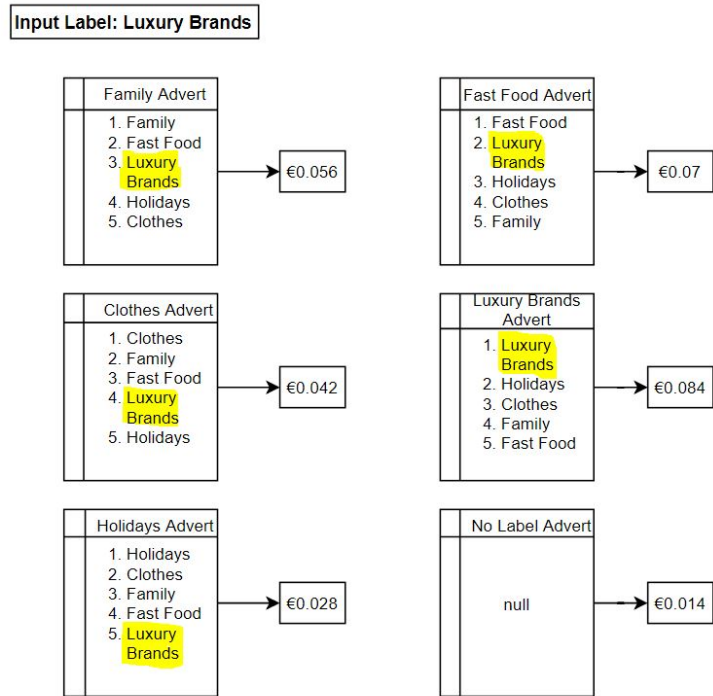 Input Label: Luxury Brands
Family Advert
1. Family
2. Fast Food
3. Luxury
Brands
4. Holidays
5. Clothes
€0.056
Fast Food Advert
1. Fast Food
2. Luxury
Brands
3. Holidays
4. Clothes
5. Family
€0.07
Clothes Advert
1. Clothes
2. Family
3. Fast Food
4. Luxury
Brands
5. Holidays
€0.042
Luxury Brands
Advert
1. Luxury
Brands
2. Holidays
3. Clothes
4. Family
5. Fast Food
€0.084
Holidays Advert
1. Holidays
2. Clothes
3. Family
4. Fast Food
5. Luxury
Brands
€0.028
No Label Advert
null
€0.014